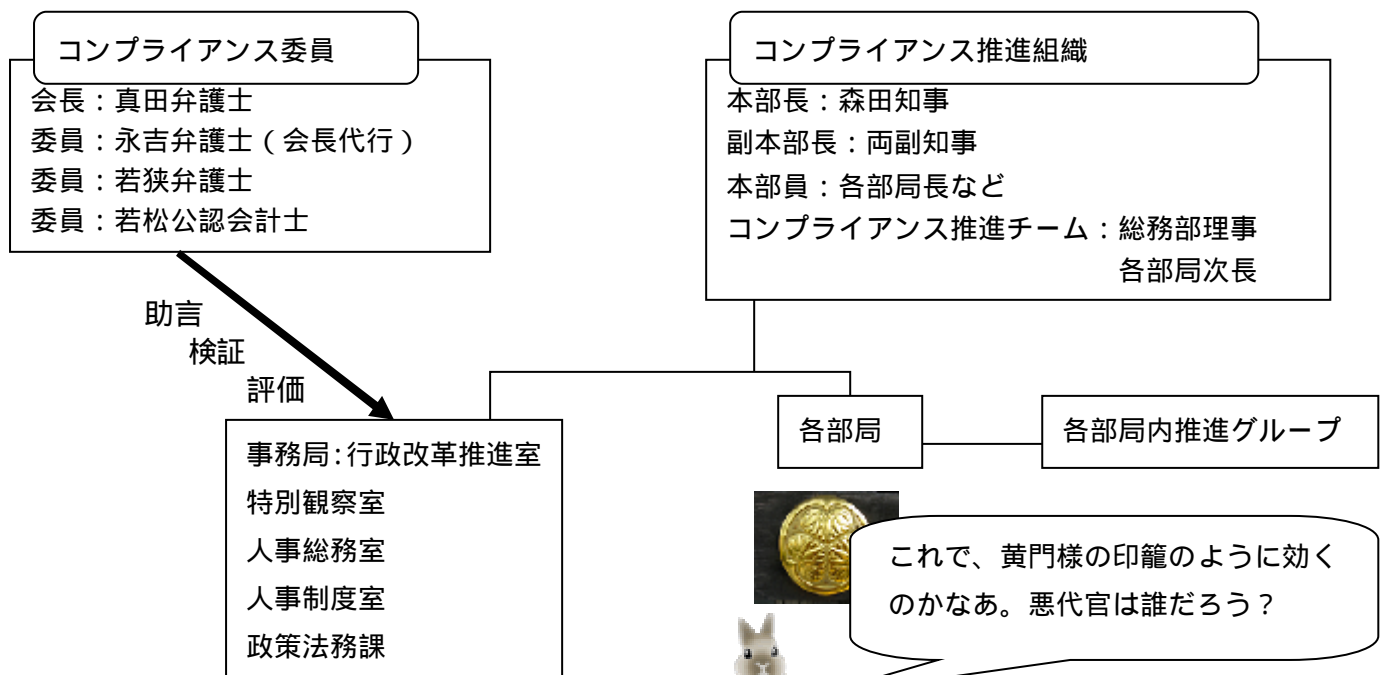 コンプライアンス委員
会長：真田弁護士
委員：永吉弁護士（会長代行）
委員：若狭弁護士
委員：若松公認会計士
コンプライアンス推進組織
本部長：森田知事
副本部長：両副知事
本部員：各部局長など
コンプライアンス推進チーム：総務部理事
各部局次長
助言
検証
評価
事務局：行政改革推進室
特別観察室
人事総務室
人事制度室
政策法務課
各部局
各部局内推進グループ
これで、黄門様の印籠のように効く
のかなあ。悪代官は誰だろう？